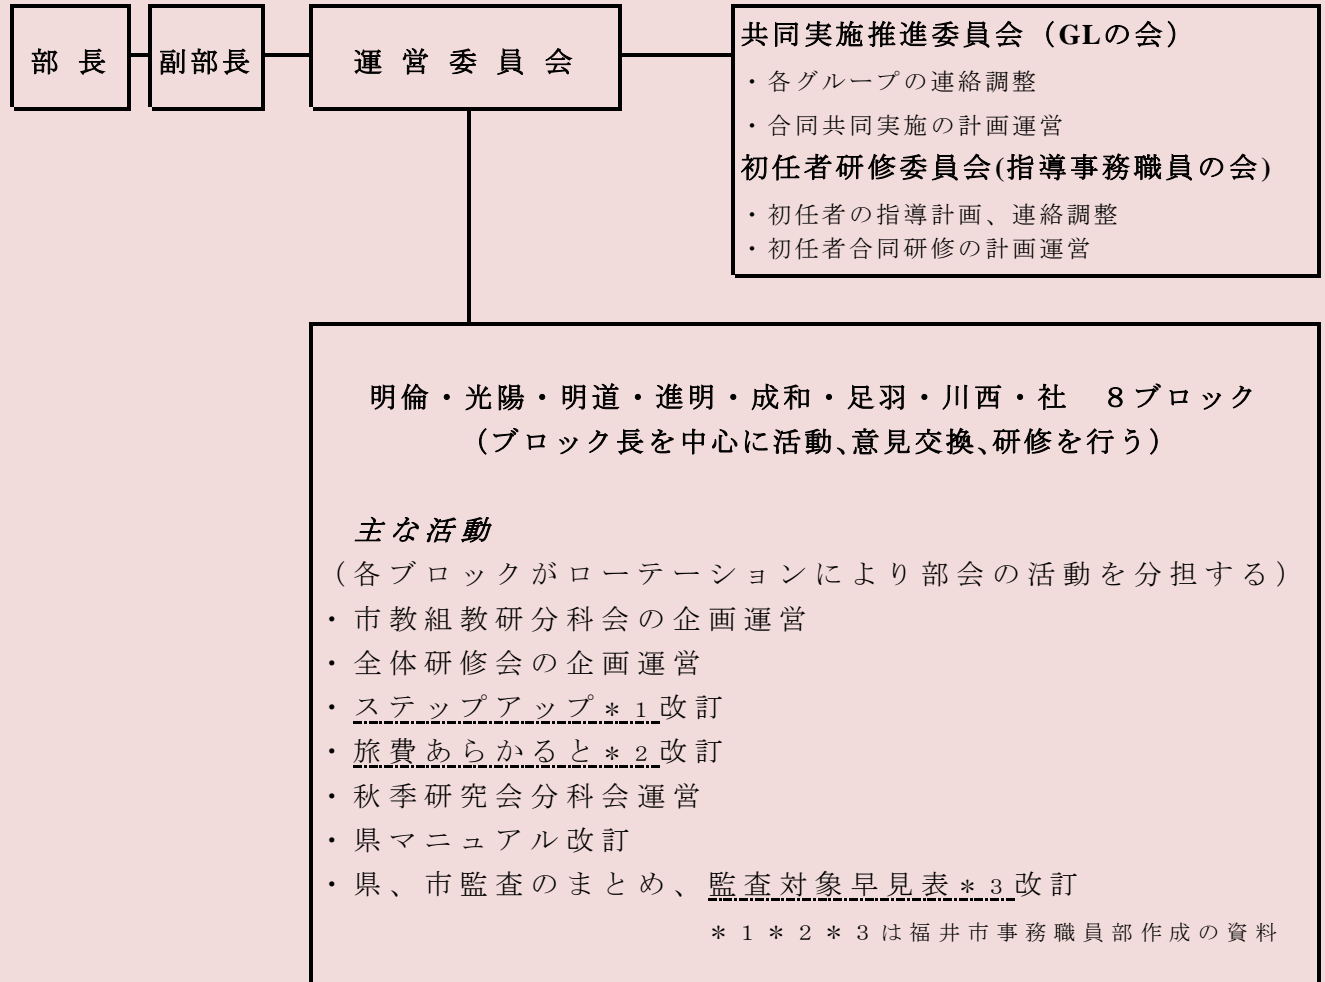 部長
副部長
運営委員会
共同実施推進委員会（GLの会）
・各グループの連絡調整
・合同共同実施の計画運営
初任者研修委員会(指導事務職員の会)
・初任者の指導計画、連絡調整
・初任者合同研修の計画運営
明倫・光陽・明道・進明・成和・足羽・川西・社　８ブロック
（ブロック長を中心に活動、意見交換、研修を行う）
主な活動
（各ブロックがローテーションにより部会の活動を分担する）
・市教組教研分科会の企画運営
・全体研修会の企画運営
・ステップアップ＊1改訂
・旅費あらかると＊2改訂
・秋季研究会分科会運営
・県マニュアル改訂
・県、市監査のまとめ、監査対象早見表＊3改訂
＊１＊２＊３は福井市事務職員部作成の資料